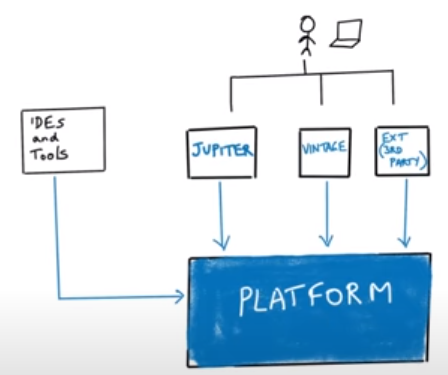 IDEs
and
Tools
JUPITER
VINTAGE
EXT
(3RD
PARTY)
PLATFORM